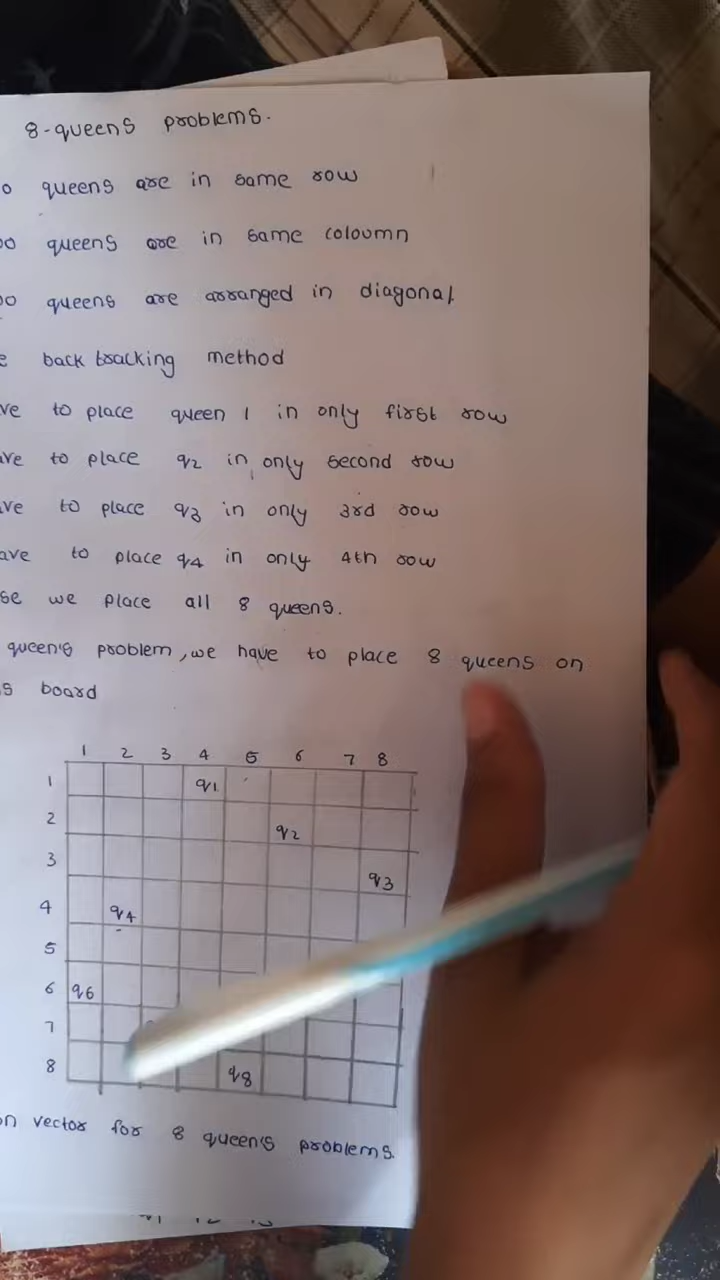 8-queens problems.
queens are in same row
queens are in same coloumn
queens are arranged in diagonal.
back tracking method
to place queen 1 in only first row
to place q2 in only second row
to place q3 in only 3rd row
to place q4 in only 4th row
we place all 8 queens.
queen's problem, we have to place 8 queens on
board
1 2 3 4 5 6 7 8
1 q1
2 q2
3 q3
4 q4
5
6 q6
7
8 q8
vector for 8 queen's problems.